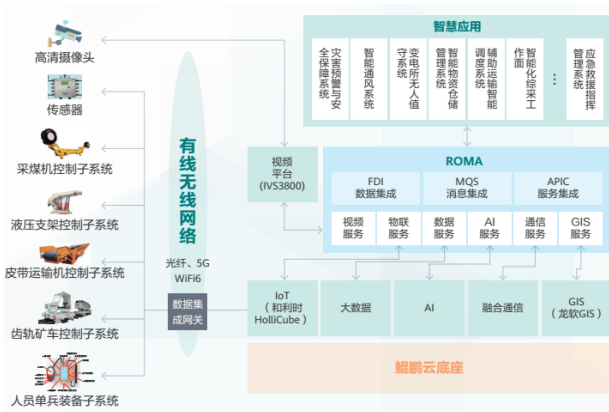 高清摄像头
传感器
采煤机控制子系统
液压支架控制子系统
皮带运输机控制子系统
齿轨矿车控制子系统
人员单兵装备子系统
有线无线网络
光纤、5G
WiFi6
数据集
成网关
智慧应用
灾害预警与安
全保障系统
智能通风系统
变电所无人值
守系统
智能物资仓储
管理系统
辅助运输智能
调度系统
智能化综采工
作面
…
应急救援指挥
管理系统
视频
平台
(IVS3800)
ROMA
FDI
数据集成
MQS
消息集成
APIC
服务集成
视频
服务
物联
服务
数据
服务
AI
服务
通信
服务
GIS
服务
IoT
（和利时
HolliCube）
大数据
AI
融合通信
GIS
（龙软GIS）
鲲鹏云底座